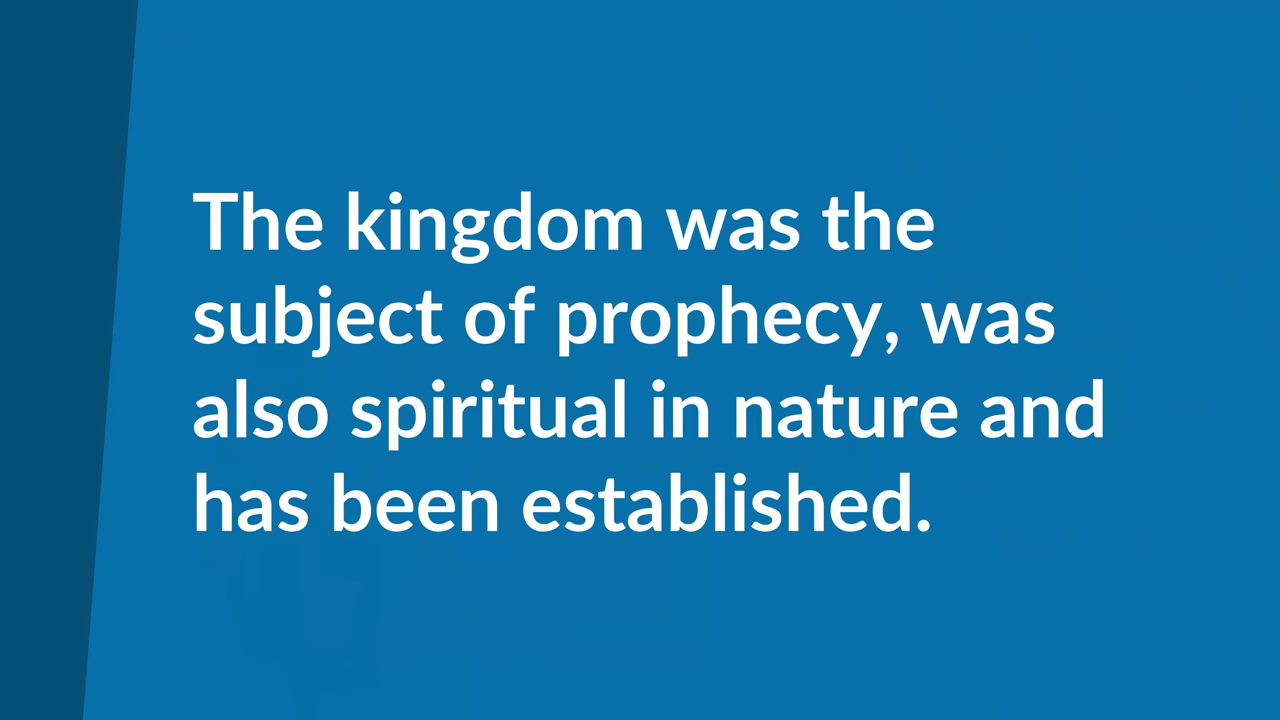 The kingdom was the
subject of prophecy, was
also spiritual in nature and
has been established.